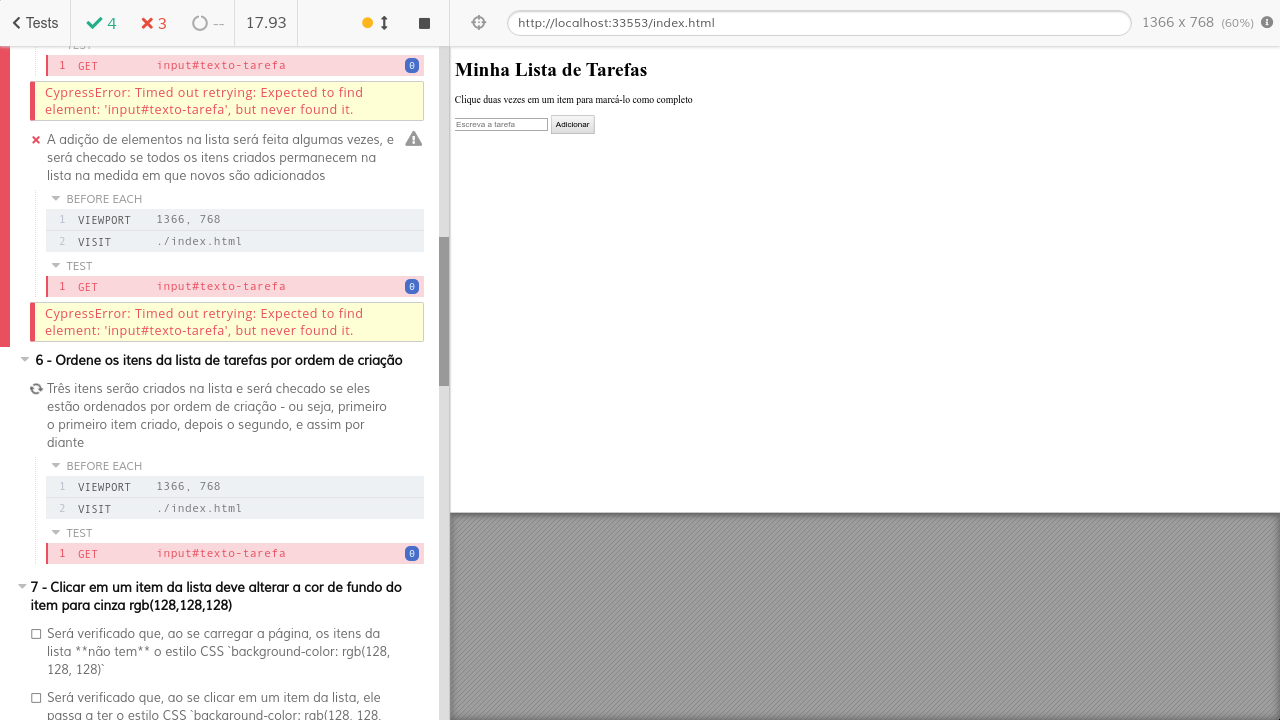 Tests
4
3
--
17.93
http://localhost:33553/index.html
1366 x 768 (60%)
TEST
1 GET input#texto-tarefa 0
CypressError: Timed out retrying: Expected to find
element: 'input#texto-tarefa', but never found it.
A adição de elementos na lista será feita algumas vezes, e
será checado se todos os itens criados permanecem na
lista na medida em que novos são adicionados
BEFORE EACH
1 VIEWPORT 1366, 768
2 VISIT ./index.html
TEST
1 GET input#texto-tarefa 0
CypressError: Timed out retrying: Expected to find
element: 'input#texto-tarefa', but never found it.
6 - Ordene os itens da lista de tarefas por ordem de criação
Três itens serão criados na lista e será checado se eles
estão ordenados por ordem de criação - ou seja, primeiro
o primeiro item criado, depois o segundo, e assim por
diante
BEFORE EACH
1 VIEWPORT 1366, 768
2 VISIT ./index.html
TEST
1 GET input#texto-tarefa 0
7 - Clicar em um item da lista deve alterar a cor de fundo do
item para cinza rgb(128,128,128)
Será verificado que, ao se carregar a página, os itens da
lista **não tem** o estilo CSS `background-color: rgb(128,
128, 128)`
Será verificado que, ao se clicar em um item da lista, ele
passa a ter o estilo CSS `background-color: rgb(128, 128,
Minha Lista de Tarefas
Clique duas vezes em um item para marcá-lo como completo
Escreva a tarefa
Adicionar